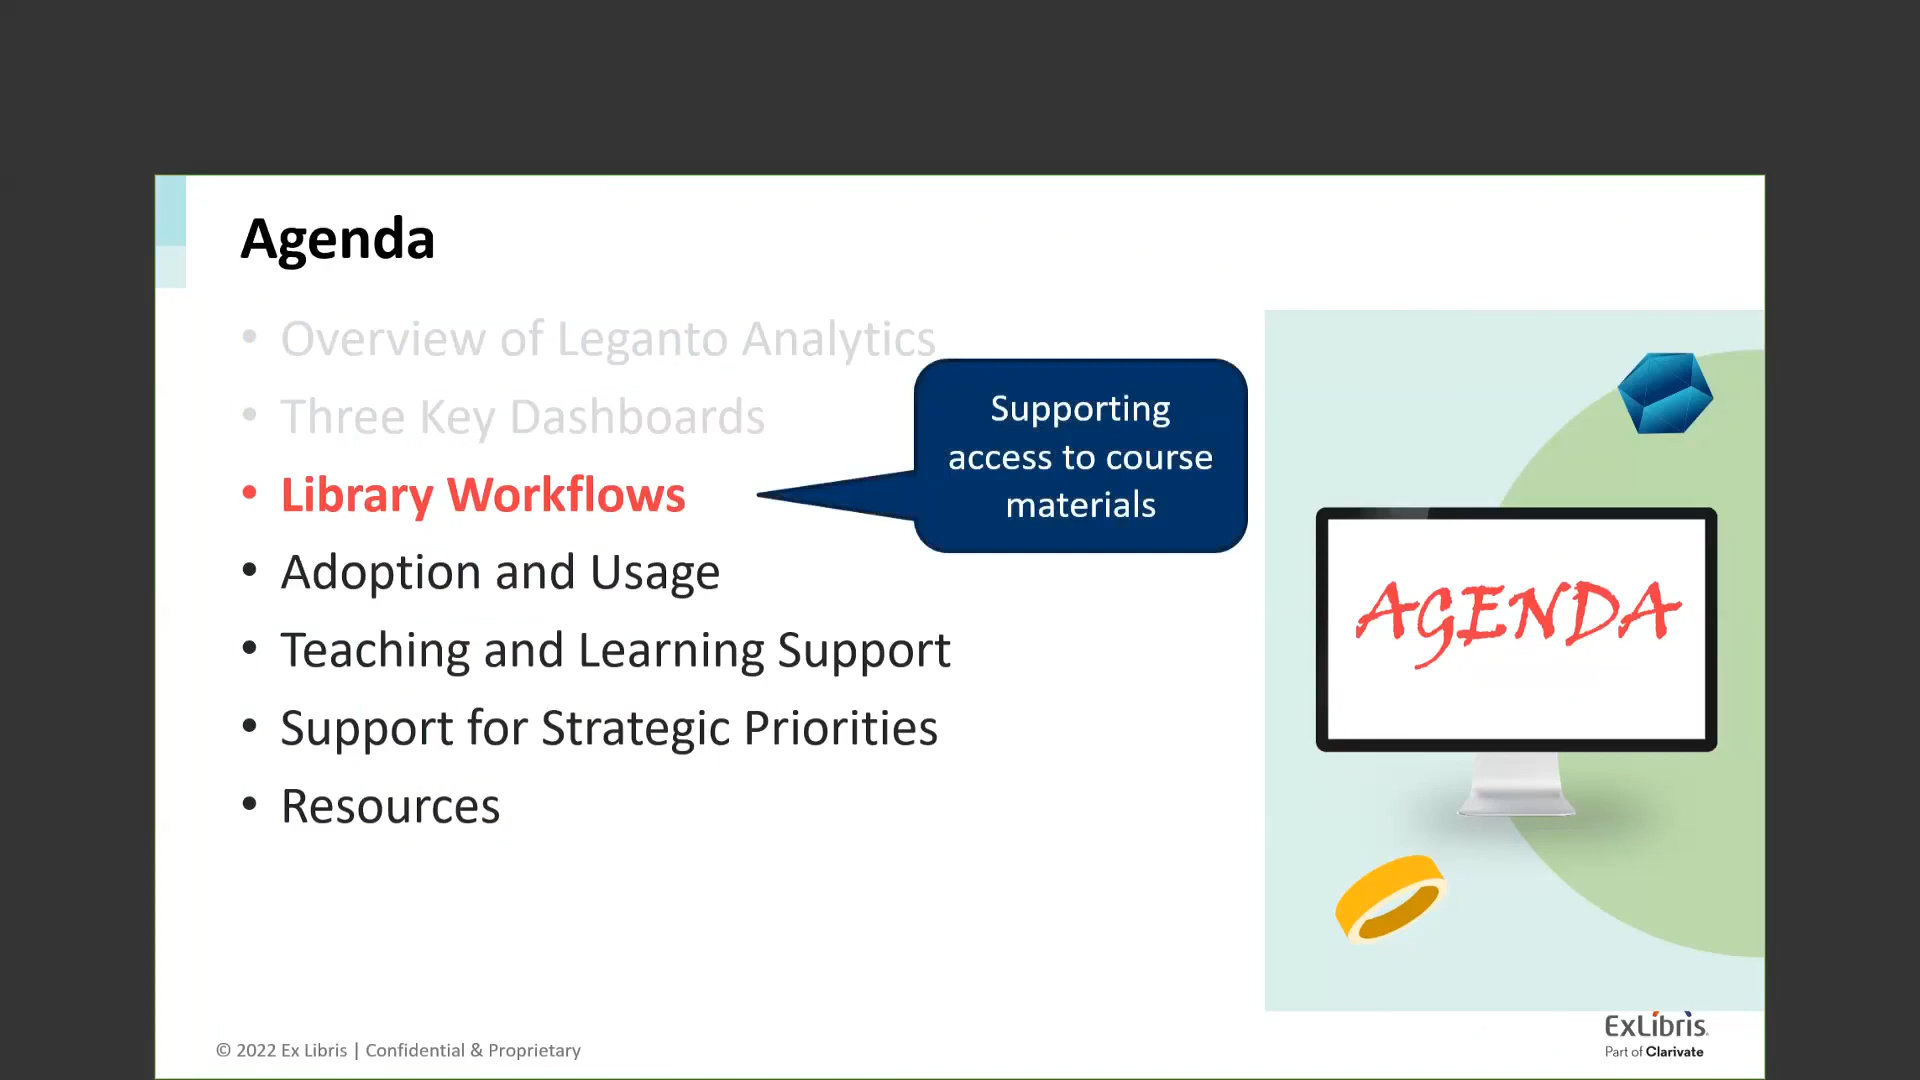 Agenda
• Overview of Leganto Analytics
• Three Key Dashboards
• Library Workflows
Supporting
access to course
materials
• Adoption and Usage
• Teaching and Learning Support
• Support for Strategic Priorities
• Resources
AGENDA
© 2022 Ex Libris | Confidential & Proprietary
ExLibris
Part of Clarivate